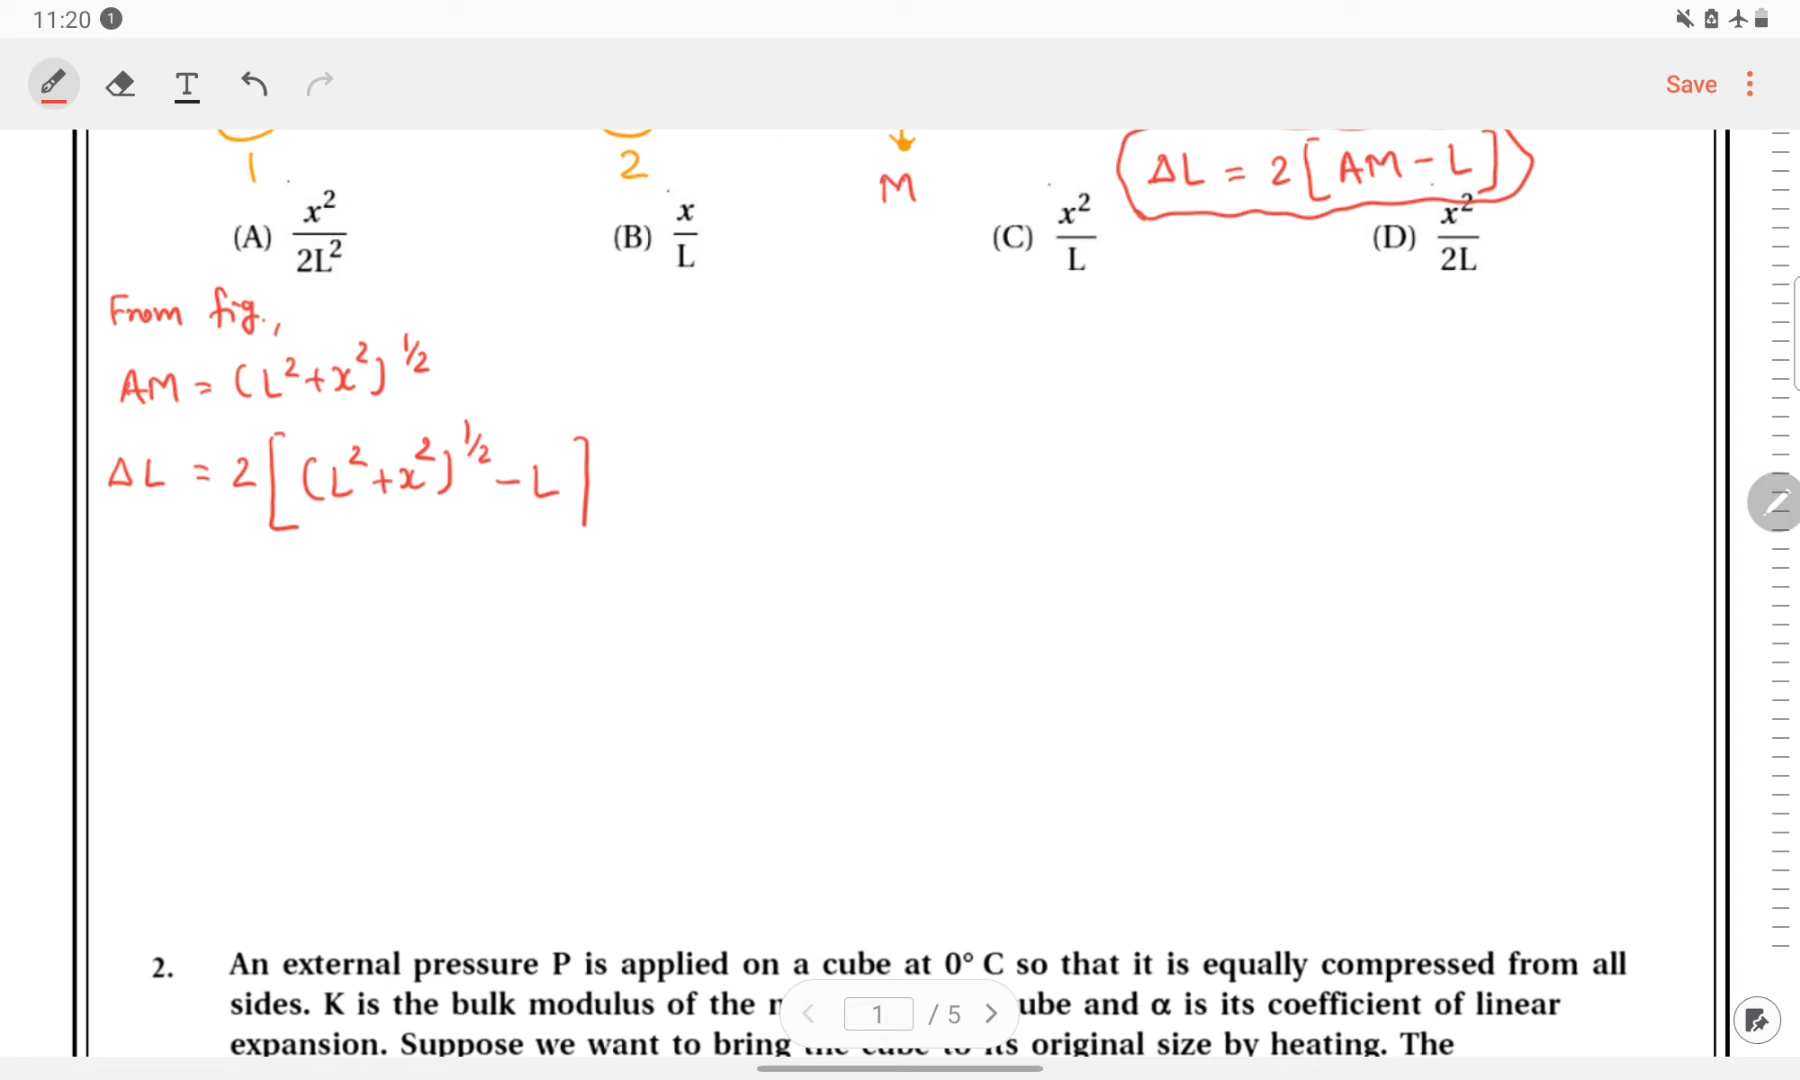 11:20 1
T Save
ΔL = 2[AM - L]
1 2 M
(A) x²/2L² (B) x/L (C) x²/L (D) x²/2L
From fig.,
AM = (L²+x²)^1/2
ΔL = 2[(L²+x²)^1/2 - L]
2. An external pressure P is applied on a cube at 0° C so that it is equally compressed from all
sides. K is the bulk modulus of the ube and α is its coefficient of linear
expansion. Suppose we want to bring its original size by heating. The
1 / 5